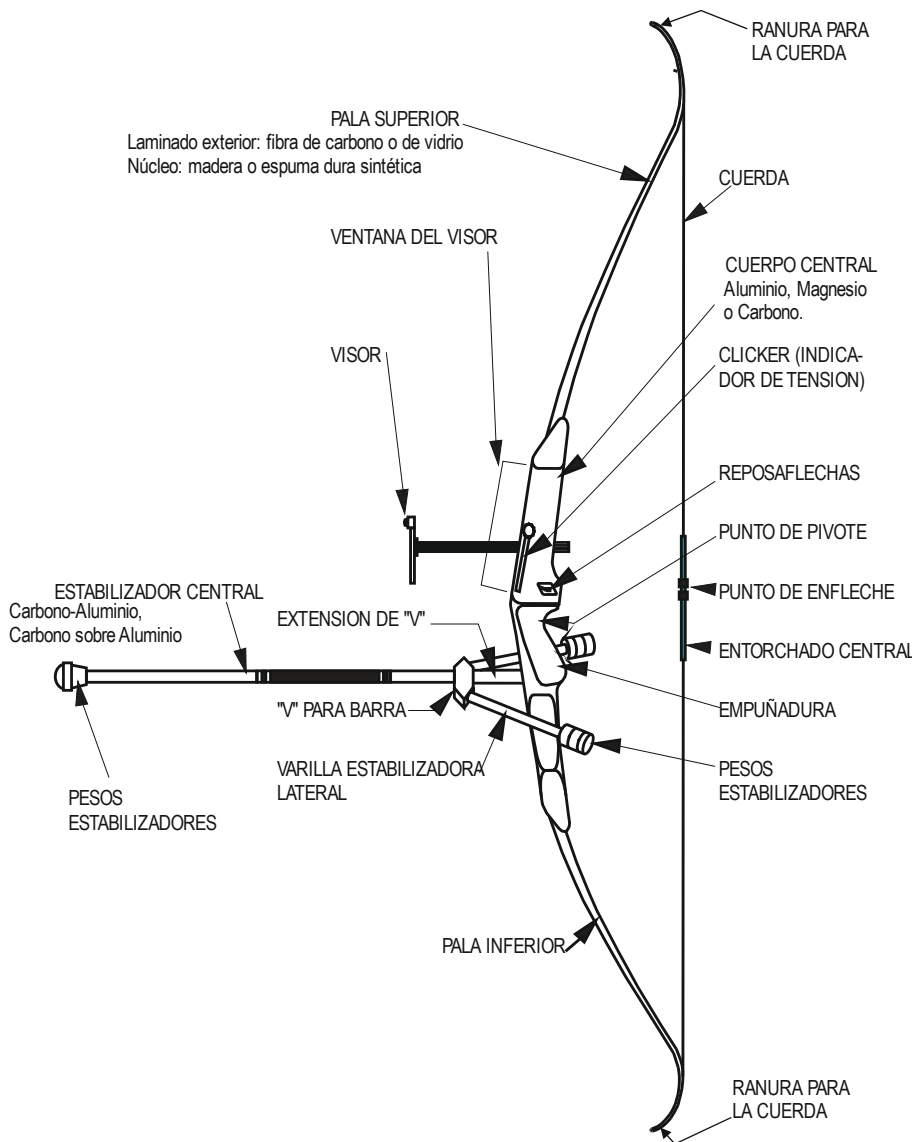 RANURA PARA
LA CUERDA
PALA SUPERIOR
Laminado exterior: fibra de carbono o de vidrio
Núcleo: madera o espuma dura sintética
CUERDA
VENTANA DEL VISOR
CUERPO CENTRAL
Aluminio, Magnesio
o Carbono.
VISOR
CLICKER (INDICA-
DOR DE TENSION)
REPOSAFLECHAS
PUNTO DE PIVOTE
ESTABILIZADOR CENTRAL
Carbono-Aluminio,
Carbono sobre Aluminio
EXTENSION DE "V"
PUNTO DE ENFLECHE
ENTORCHADO CENTRAL
"V" PARA BARRA
EMPUÑADURA
VARILLA ESTABILIZADORA
LATERAL
PESOS
ESTABILIZADORES
PESOS
ESTABILIZADORES
PALA INFERIOR
RANURA PARA
LA CUERDA